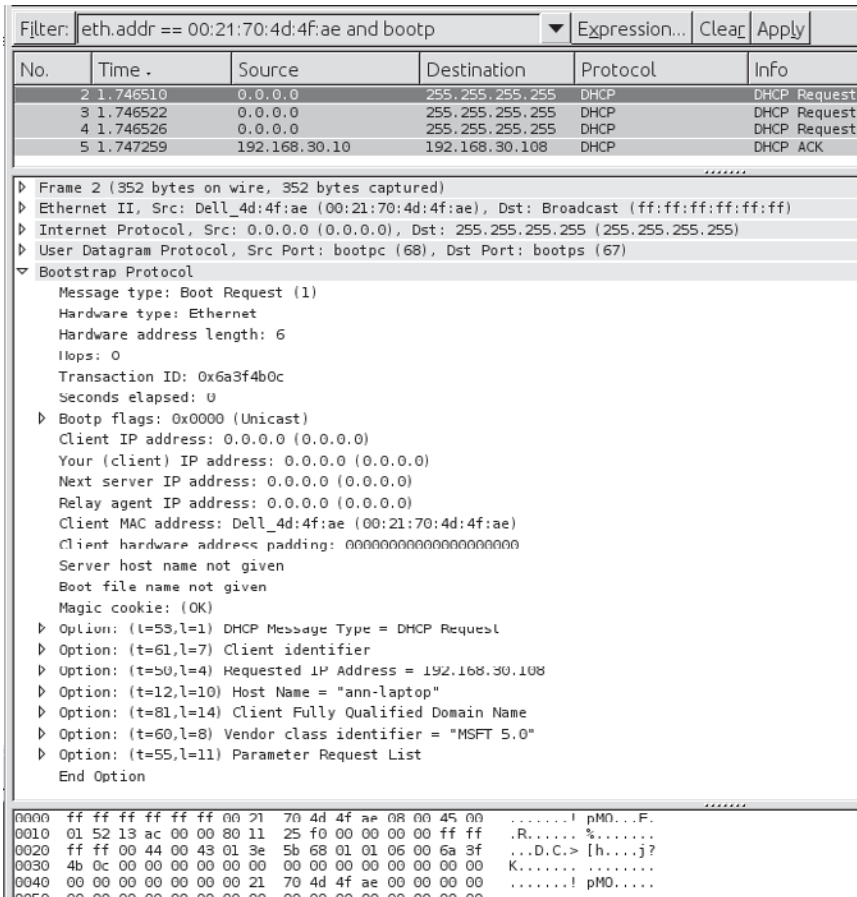 Filter: eth.addr == 00:21:70:4d:4f:ae and bootp Expression... Clear Apply
No. Time Source Destination Protocol Info
2 1.746510 0.0.0.0 255.255.255.255 DHCP DHCP Request
3 1.746522 0.0.0.0 255.255.255.255 DHCP DHCP Request
4 1.746526 0.0.0.0 255.255.255.255 DHCP DHCP Request
5 1.747259 192.168.30.10 192.168.30.108 DHCP DHCP ACK
Frame 2 (352 bytes on wire, 352 bytes captured)
Ethernet II, Src: Dell_4d:4f:ae (00:21:70:4d:4f:ae), Dst: Broadcast (ff:ff:ff:ff:ff:ff)
Internet Protocol, Src: 0.0.0.0 (0.0.0.0), Dst: 255.255.255.255 (255.255.255.255)
User Datagram Protocol, Src Port: bootpc (68), Dst Port: bootps (67)
Bootstrap Protocol
Message type: Boot Request (1)
Hardware type: Ethernet
Hardware address length: 6
Hops: 0
Transaction ID: 0x6a3f4b0c
Seconds elapsed: 0
Bootp flags: 0x0000 (Unicast)
Client IP address: 0.0.0.0 (0.0.0.0)
Your (client) IP address: 0.0.0.0 (0.0.0.0)
Next server IP address: 0.0.0.0 (0.0.0.0)
Relay agent IP address: 0.0.0.0 (0.0.0.0)
Client MAC address: Dell_4d:4f:ae (00:21:70:4d:4f:ae)
Client hardware address padding: 00000000000000000000
Server host name not given
Boot file name not given
Magic cookie: (OK)
Option: (t=53,l=1) DHCP Message Type = DHCP Request
Option: (t=61,l=7) Client identifier
Option: (t=50,l=4) Requested IP Address = 192.168.30.108
Option: (t=12,l=10) Host Name = "ann-laptop"
Option: (t=81,l=14) Client Fully Qualified Domain Name
Option: (t=60,l=8) Vendor class identifier = "MSFT 5.0"
Option: (t=55,l=11) Parameter Request List
End Option
0000 ff ff ff ff ff ff 00 21 70 4d 4f ae 08 00 45 00 .......! pMO...E.
0010 01 52 13 ac 00 00 80 11 25 f0 00 00 00 00 ff ff .R...... %.......
0020 ff ff 00 44 00 43 01 3e 5b 68 01 01 06 00 6a 3f ...D.C.> [h....j?
0030 4b 0c 00 00 00 00 00 00 00 00 00 00 00 00 00 00 K....... ........
0040 00 00 00 00 00 00 00 21 70 4d 4f ae 00 00 00 00 .......! pMO.....